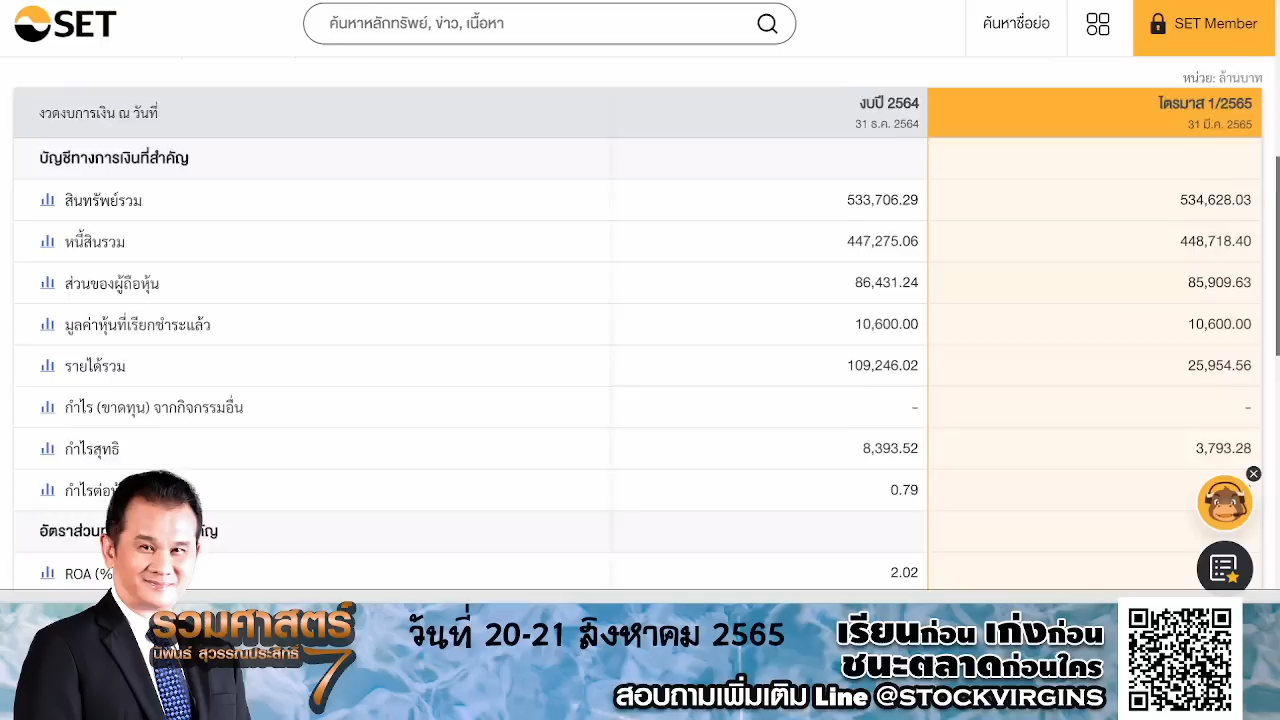 SET
ค้นหาหลักทรัพย์, ข่าว, เนื้อหา
ค้นหาชื่อย่อ
SET Member
หน่วย: ล้านบาท
งวดงบการเงิน ณ วันที่
งบปี 2564
31 ธ.ค. 2564
ไตรมาส 1/2565
31 มี.ค. 2565
บัญชีทางการเงินที่สำคัญ
สินทรัพย์รวม 533,706.29 534,628.03
หนี้สินรวม 447,275.06 448,718.40
ส่วนของผู้ถือหุ้น 86,431.24 85,909.63
มูลค่าหุ้นที่เรียกชำระแล้ว 10,600.00 10,600.00
รายได้รวม 109,246.02 25,954.56
กำไร (ขาดทุน) จากกิจกรรมอื่น - -
กำไรสุทธิ 8,393.52 3,793.28
กำไรต่อ 0.79
อัตราส่วน
ROA (% 2.02
รวมศาสตร์
นิพนธ์ สุวรรณประสิทธิ์
7
วันที่ 20-21 สิงหาคม 2565
เรียนก่อน เก่งก่อน
ชนะตลาดก่อนใคร
สอบถามเพิ่มเติม Line @STOCKVIRGINS